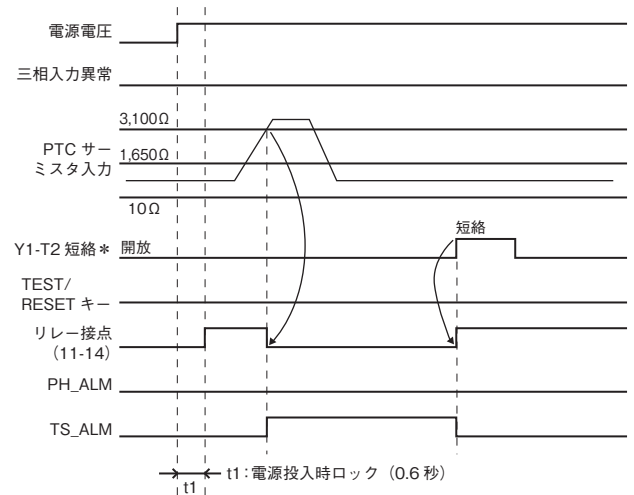 電源電圧
三相入力異常
3,100Ω
PTC サー
ミスタ入力
1,650Ω
10Ω
短絡
Y1-T2 短絡＊ 開放
TEST/
RESET キー
リレー接点
（11-14）
PH_ALM
TS_ALM
t1：電源投入時ロック（0.6 秒）
t1